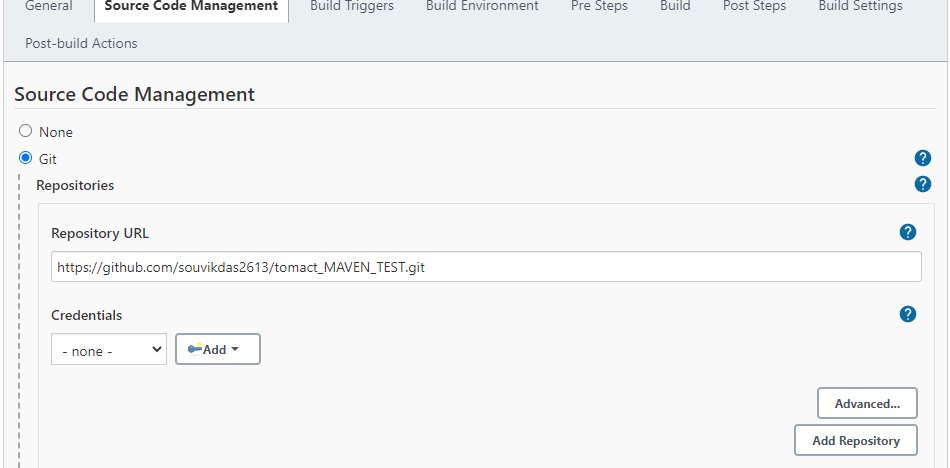 General Source Code Management Build Triggers Build Environment Pre Steps Build Post Steps Build Settings
Post-build Actions
Source Code Management
None
Git ?
Repositories ?
Repository URL ?
https://github.com/souvikdas2613/tomact_MAVEN_TEST.git
Credentials ?
- none - Add
Advanced...
Add Repository